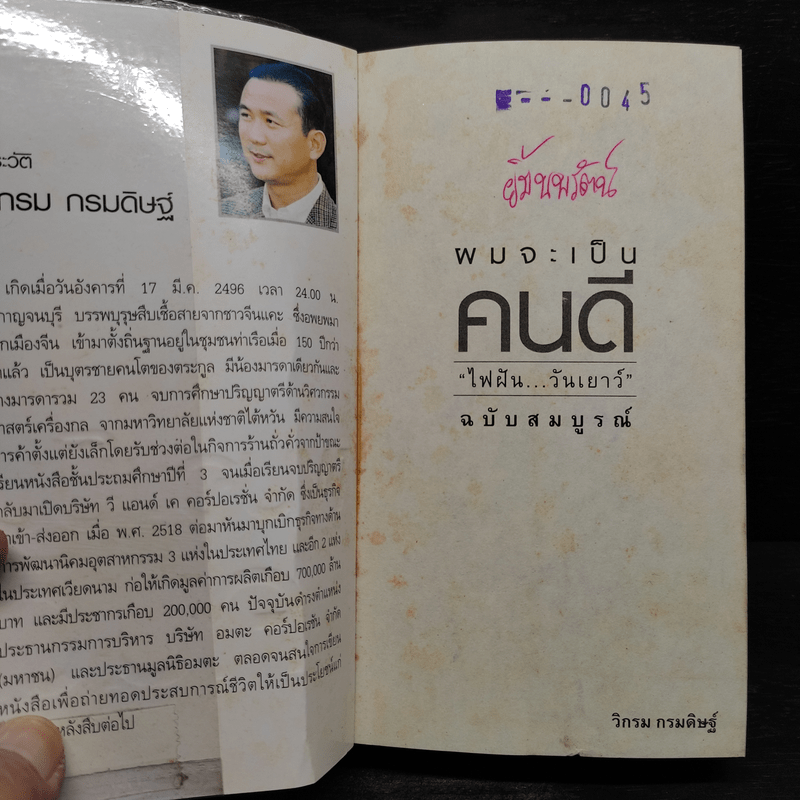 ระวัติ
กรม กรมดิษฐ์
เกิดเมื่อวันอังคารที่ 17 มี.ค. 2496 เวลา 24.00 น.
กาญจนบุรี บรรพบุรุษสืบเชื้อสายจากชาวจีนแคะ ซึ่งอพยพมา
กเมืองจีน เข้ามาตั้งถิ่นฐานอยู่ในชุมชนท่าเรือเมื่อ 150 ปีกว่า
าแล้ว เป็นบุตรชายคนโตของตระกูล มีน้องมารดาเดียวกันและ
างมารดารวม 23 คน จบการศึกษาปริญญาตรีด้านวิศวกรรม
าสตร์เครื่องกล จากมหาวิทยาลัยแห่งชาติไต้หวัน มีความสนใจ
การค้าตั้งแต่ยังเล็กโดยรับช่วงต่อในกิจการร้านถั่วคั่วจากป้าขณะ
รียนหนังสือชั้นประถมศึกษาปีที่ 3 จนเมื่อเรียนจบปริญญาตรี
ลับมาเปิดบริษัท วี แอนด์ เค คอร์ปอเรชั่น จำกัด ซึ่งเป็นธุรกิจ
าเข้า-ส่งออก เมื่อ พ.ศ. 2518 ต่อมาหันมาบุกเบิกธุรกิจทางด้าน
การพัฒนานิคมอุตสาหกรรม 3 แห่งในประเทศไทย และอีก 2 แห่ง
ในประเทศเวียดนาม ก่อให้เกิดมูลค่าการผลิตเกือบ 700,000 ล้าน
บาท และมีประชากรเกือบ 200,000 คน ปัจจุบันดำรงตำแหน่ง
ประธานกรรมการบริหาร บริษัท อมตะ คอร์ปอเรชัน จำกัด
(มหาชน) และประธานมูลนิธิอมตะ ตลอดจนสนใจการเขียน
หนังสือเพื่อถ่ายทอดประสบการณ์ชีวิตให้เป็นประโยชน์แก่
หลังสืบต่อไป
0045
ผมจะเป็น
คนดี
"ไฟฝัน...วันเยาว์"
ฉบับสมบูรณ์
วิกรม กรมดิษฐ์